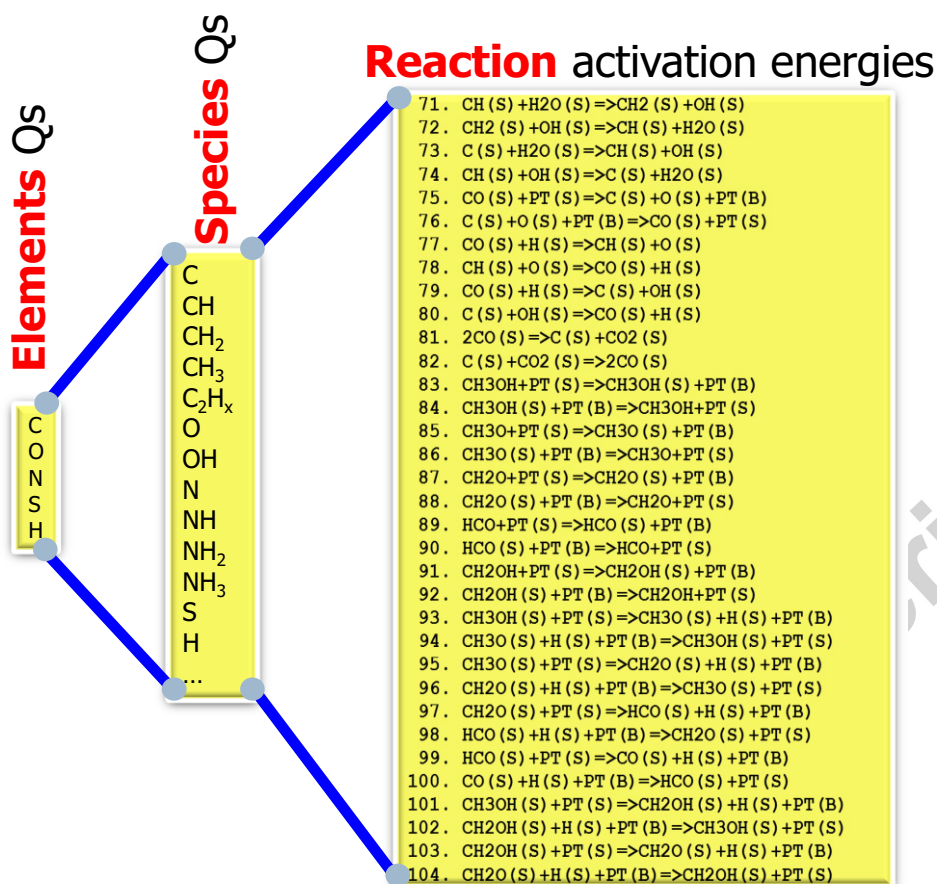 Elements Qs
Species Qs
Reaction activation energies
C
O
N
S
H
C
CH
CH₂
CH₃
C₂Hₓ
O
OH
N
NH
NH₂
NH₃
S
H
...
71. CH(S)+H2O(S)=>CH2(S)+OH(S)
72. CH2(S)+OH(S)=>CH(S)+H2O(S)
73. C(S)+H2O(S)=>CH(S)+OH(S)
74. CH(S)+OH(S)=>C(S)+H2O(S)
75. CO(S)+PT(S)=>C(S)+O(S)+PT(B)
76. C(S)+O(S)+PT(B)=>CO(S)+PT(S)
77. CO(S)+H(S)=>CH(S)+O(S)
78. CH(S)+O(S)=>CO(S)+H(S)
79. CO(S)+H(S)=>C(S)+OH(S)
80. C(S)+OH(S)=>CO(S)+H(S)
81. 2CO(S)=>C(S)+CO2(S)
82. C(S)+CO2(S)=>2CO(S)
83. CH3OH+PT(S)=>CH3OH(S)+PT(B)
84. CH3OH(S)+PT(B)=>CH3OH+PT(S)
85. CH3O+PT(S)=>CH3O(S)+PT(B)
86. CH3O(S)+PT(B)=>CH3O+PT(S)
87. CH2O+PT(S)=>CH2O(S)+PT(B)
88. CH2O(S)+PT(B)=>CH2O+PT(S)
89. HCO+PT(S)=>HCO(S)+PT(B)
90. HCO(S)+PT(B)=>HCO+PT(S)
91. CH2OH+PT(S)=>CH2OH(S)+PT(B)
92. CH2OH(S)+PT(B)=>CH2OH+PT(S)
93. CH3OH(S)+PT(S)=>CH3O(S)+H(S)+PT(B)
94. CH3O(S)+H(S)+PT(B)=>CH3OH(S)+PT(S)
95. CH3O(S)+PT(S)=>CH2O(S)+H(S)+PT(B)
96. CH2O(S)+H(S)+PT(B)=>CH3O(S)+PT(S)
97. CH2O(S)+PT(S)=>HCO(S)+H(S)+PT(B)
98. HCO(S)+H(S)+PT(B)=>CH2O(S)+PT(S)
99. HCO(S)+PT(S)=>CO(S)+H(S)+PT(B)
100. CO(S)+H(S)+PT(B)=>HCO(S)+PT(S)
101. CH3OH(S)+PT(S)=>CH2OH(S)+H(S)+PT(B)
102. CH2OH(S)+H(S)+PT(B)=>CH3OH(S)+PT(S)
103. CH2OH(S)+PT(S)=>CH2O(S)+H(S)+PT(B)
104. CH2O(S)+H(S)+PT(B)=>CH2OH(S)+PT(S)